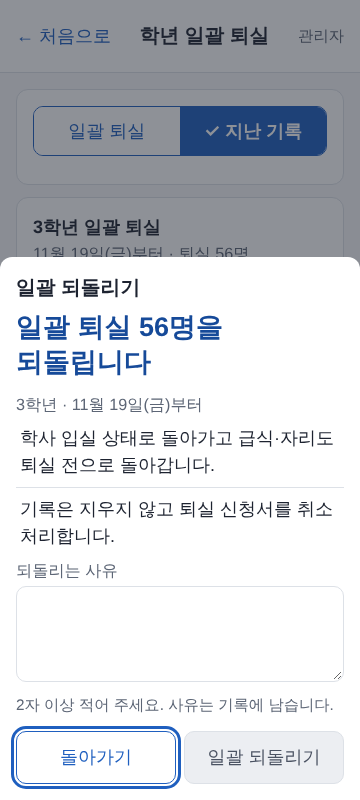 ← 처음으로 학년 일괄 퇴실 관리자
일괄 퇴실 ✓ 지난 기록
3학년 일괄 퇴실
11월 19일(금)부터 · 퇴실 56명
일괄 되돌리기
일괄 퇴실 56명을
되돌립니다
3학년 · 11월 19일(금)부터
학사 입실 상태로 돌아가고 급식·자리도
퇴실 전으로 돌아갑니다.
기록은 지우지 않고 퇴실 신청서를 취소
처리합니다.
되돌리는 사유
2자 이상 적어 주세요. 사유는 기록에 남습니다.
돌아가기 일괄 되돌리기